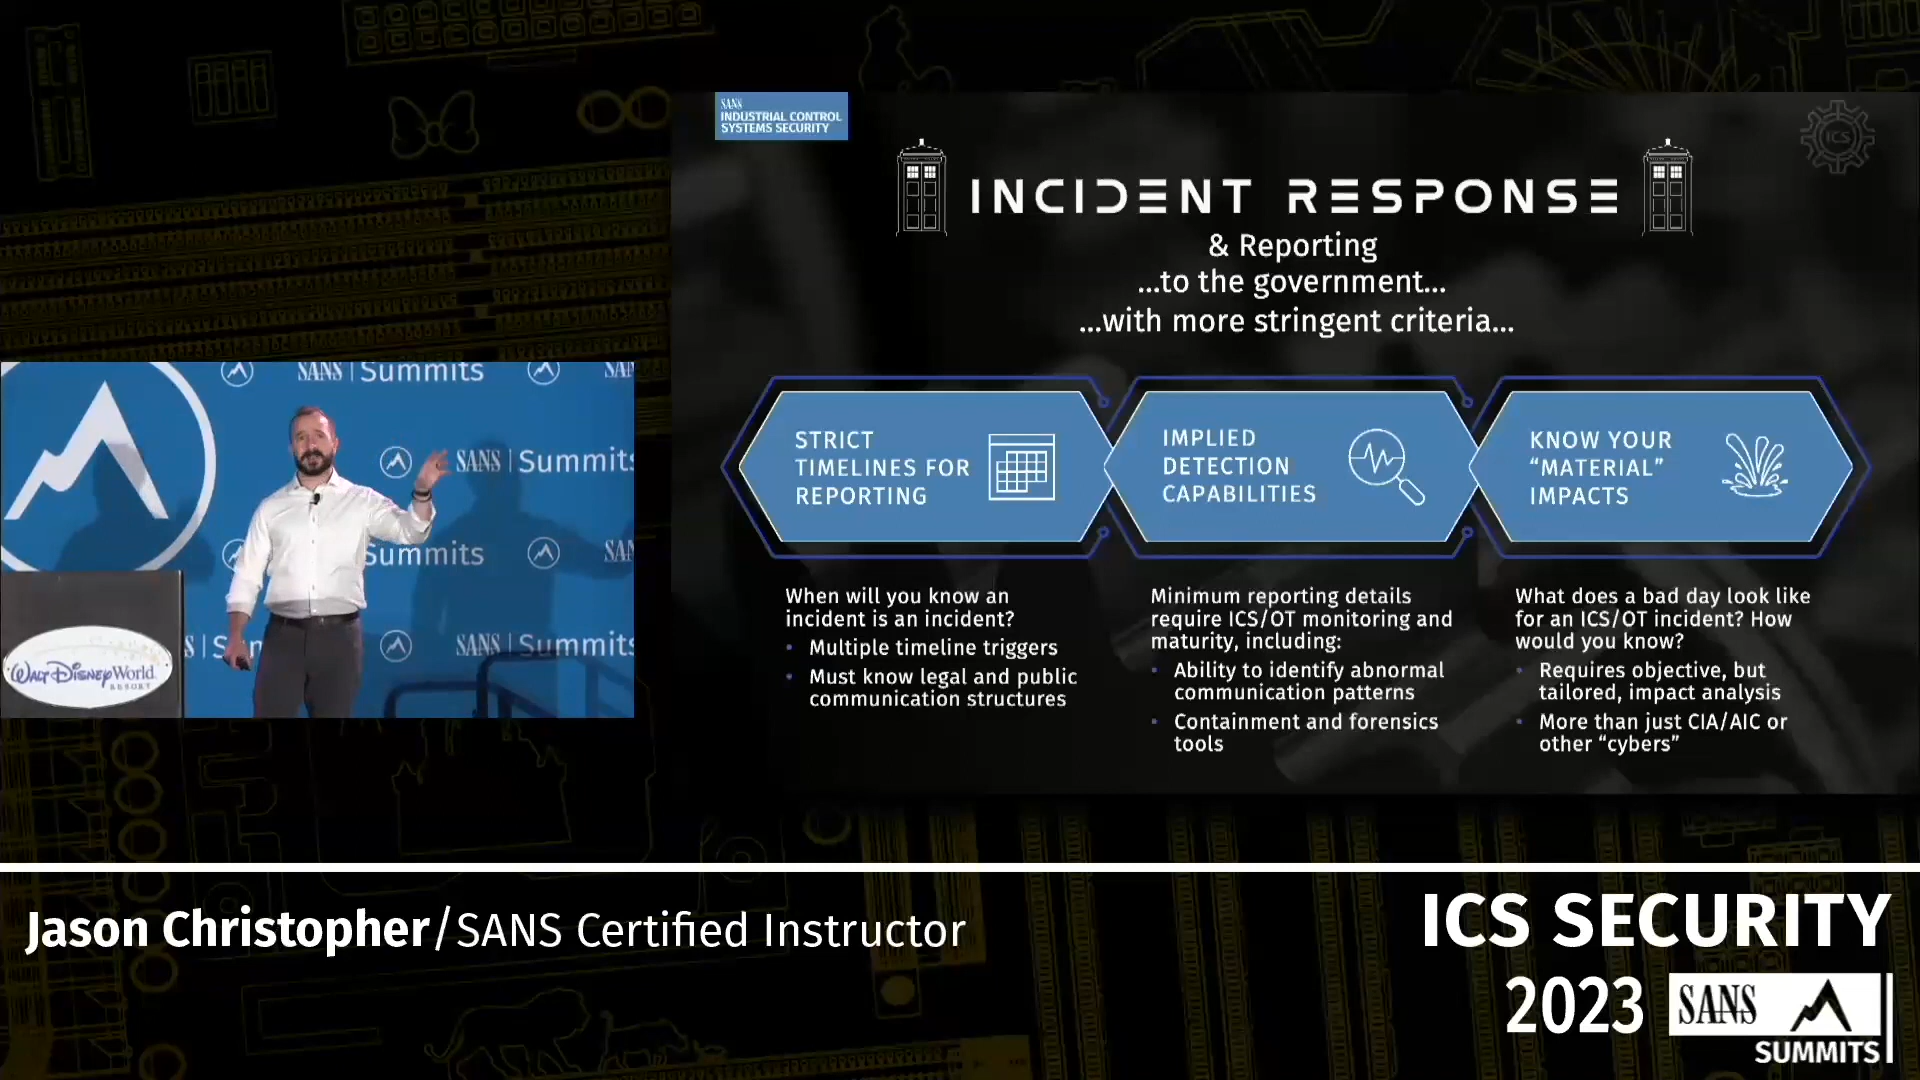 SANS
INDUSTRIAL CONTROL
SYSTEMS SECURITY
ICS
INCIDENT RESPONSE
& Reporting
...to the government...
...with more stringent criteria...
STRICT
TIMELINES FOR
REPORTING
IMPLIED
DETECTION
CAPABILITIES
KNOW YOUR
“MATERIAL”
IMPACTS
When will you know an
incident is an incident?
• Multiple timeline triggers
• Must know legal and public
communication structures
Minimum reporting details
require ICS/OT monitoring and
maturity, including:
• Ability to identify abnormal
communication patterns
• Containment and forensics
tools
What does a bad day look like
for an ICS/OT incident? How
would you know?
• Requires objective, but
tailored, impact analysis
• More than just CIA/AIC or
other “cybers”
SANS | Summits
SANS | Summits
Summits
SANS | Summits
Walt Disney World
RESORT
Jason Christopher/SANS Certified Instructor
ICS SECURITY
2023
SANS
SUMMITS